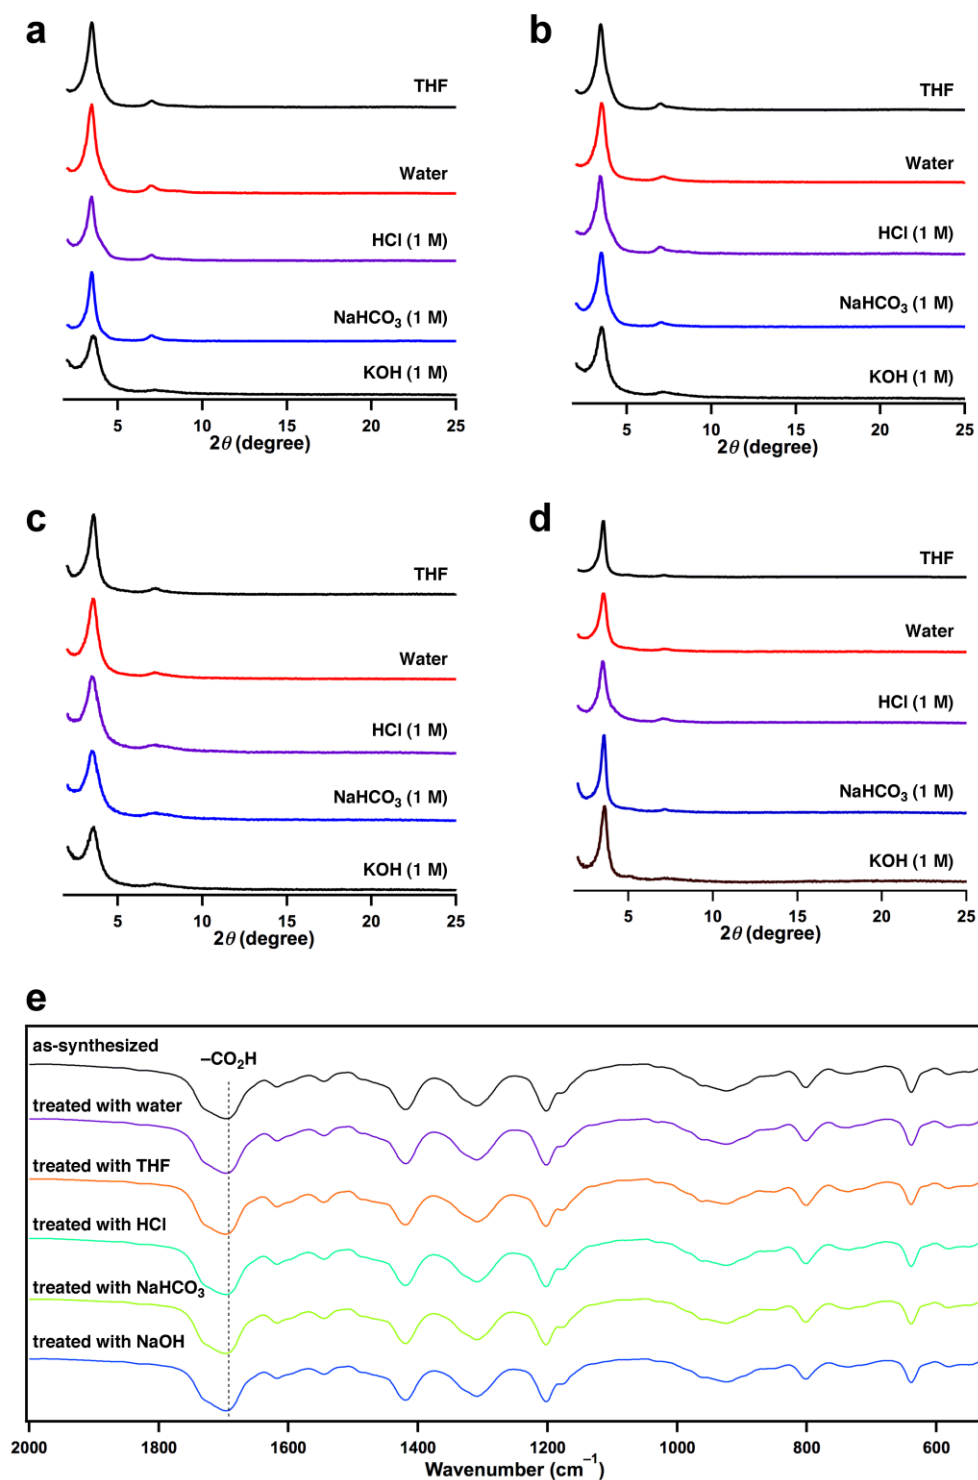 a
THF
Water
HCl (1 M)
NaHCO₃ (1 M)
KOH (1 M)
5 10 15 20 25
2θ (degree)
b
THF
Water
HCl (1 M)
NaHCO₃ (1 M)
KOH (1 M)
5 10 15 20 25
2θ (degree)
c
THF
Water
HCl (1 M)
NaHCO₃ (1 M)
KOH (1 M)
5 10 15 20 25
2θ (degree)
d
THF
Water
HCl (1 M)
NaHCO₃ (1 M)
KOH (1 M)
5 10 15 20 25
2θ (degree)
e
as-synthesized
–CO₂H
treated with water
treated with THF
treated with HCl
treated with NaHCO₃
treated with NaOH
2000 1800 1600 1400 1200 1000 800 600
Wavenumber (cm⁻¹)